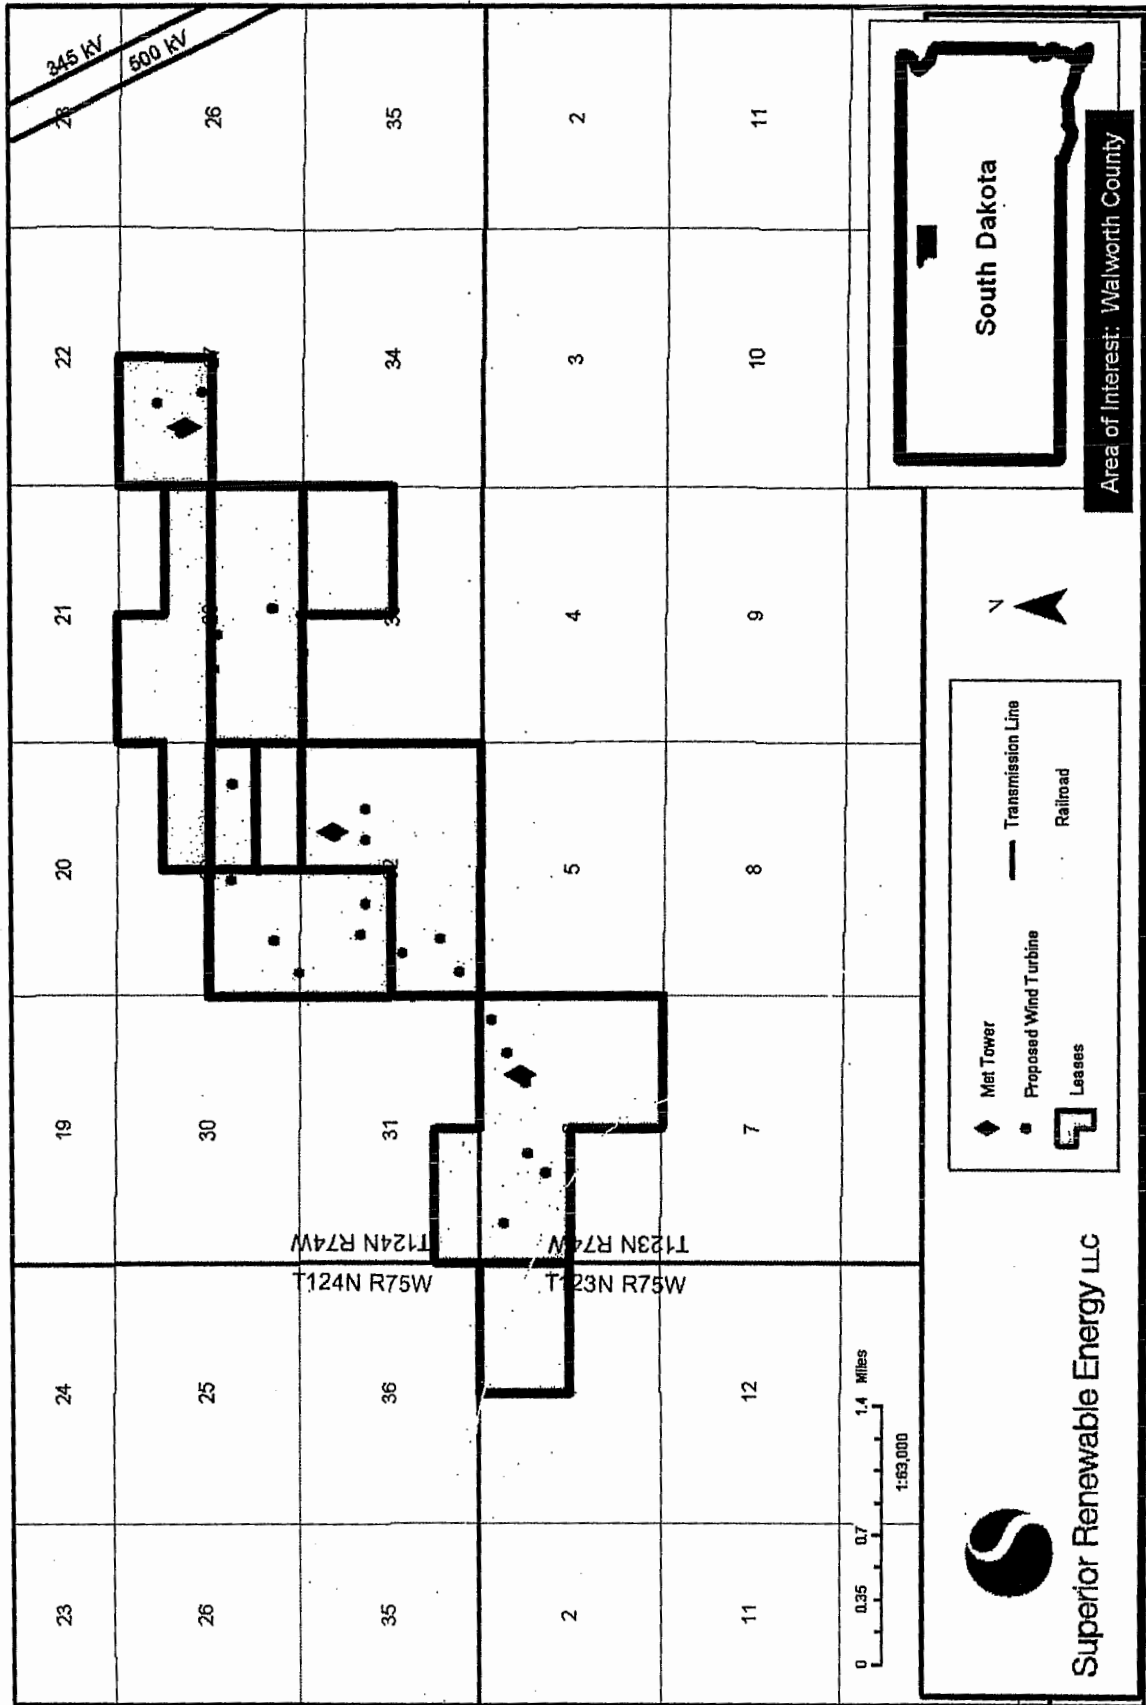 345 kV
500 kV
23 24 19 20 21 22 23
26 25 30 26
35 36 31 34 35
T124N R74W
T124N R75W
T123N R74W
T123N R75W
2 5 4 3 2
11 12 7 8 9 10 11
0 0.35 0.7 1.4 Miles
1:63,000
Superior Renewable Energy LLC
Met Tower
Proposed Wind Turbine
Leases
Transmission Line
Railroad
N
South Dakota
Area of Interest: Walworth County